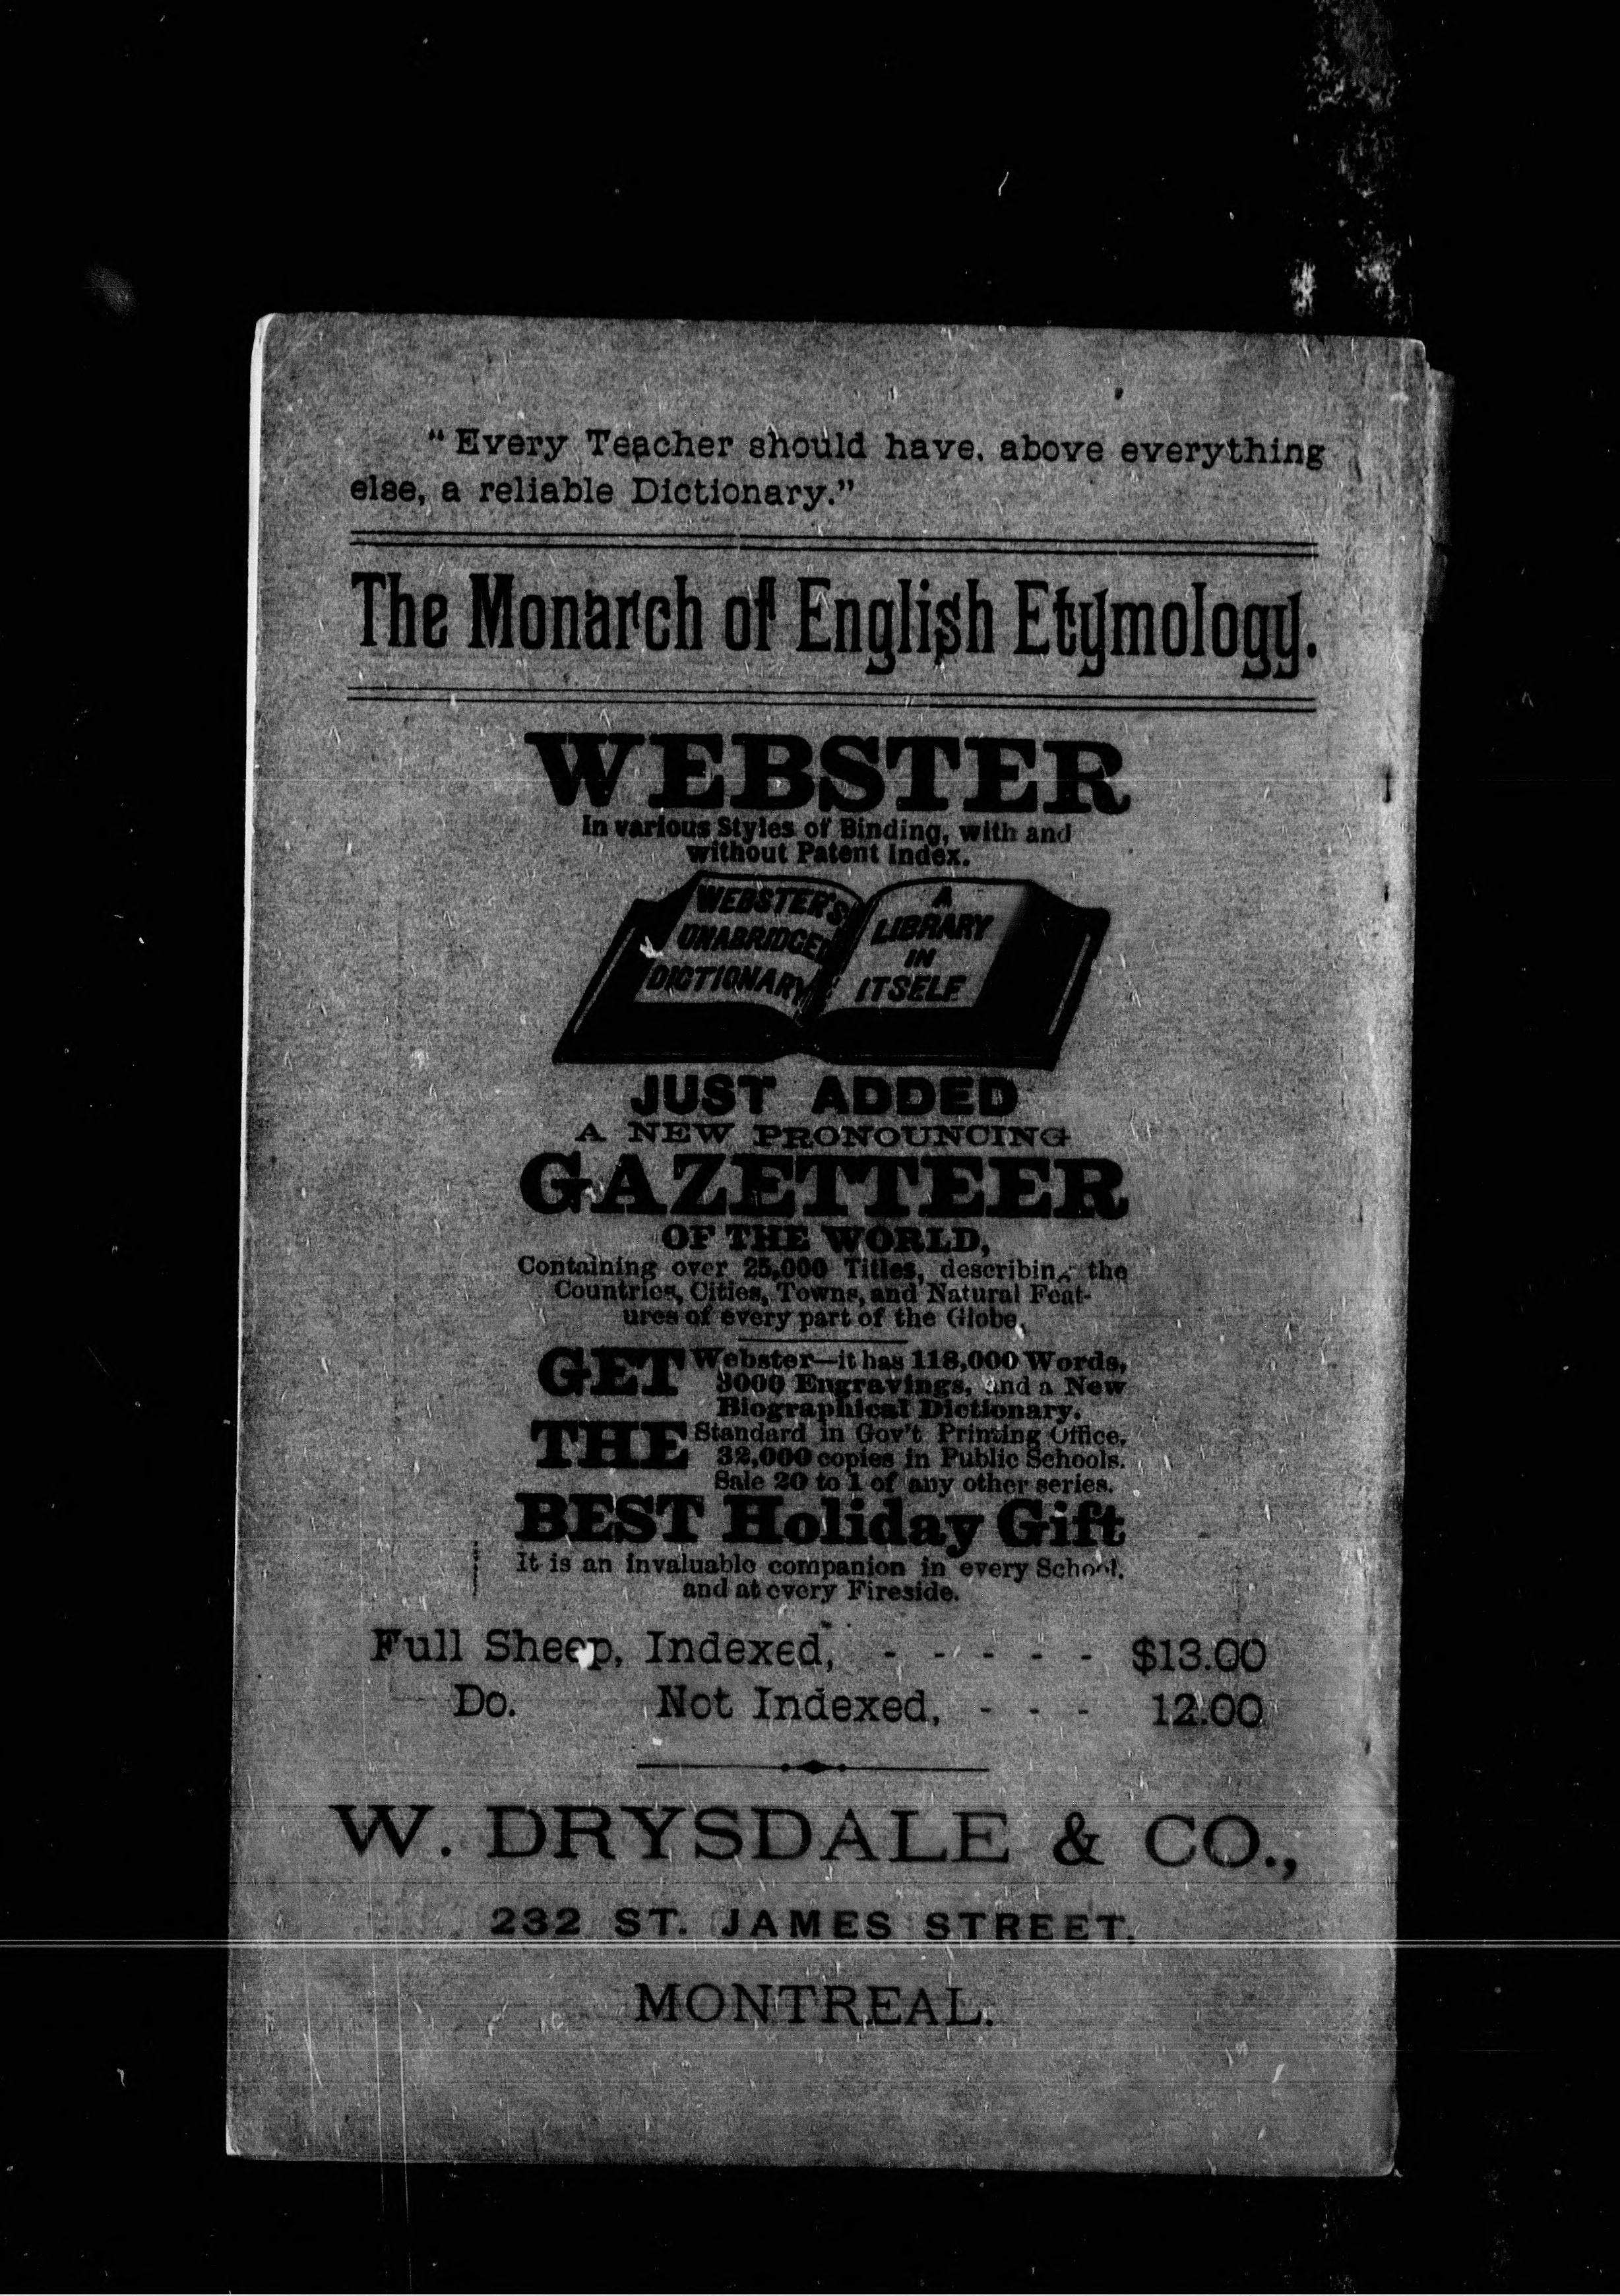 “Every Teacher should have, above everything
else, a reliable Dictionary.”
The Monarch of English Etymology.
WEBSTER
In various Styles of Binding, with and
without Patent Index.
WEBSTER'S
UNABRIDGED
DICTIONARY
A
LIBRARY
IN
ITSELF
JUST ADDED
A NEW PRONOUNCING
GAZETTEER
OF THE WORLD,
Containing over 25,000 Titles, describing the
Countries, Cities, Towns, and Natural Feat-
ures of every part of the Globe.
GET Webster—it has 118,000 Words,
3000 Engravings, and a New
Biographical Dictionary.
THE Standard in Gov't Printing Office.
32,000 copies in Public Schools.
Sale 20 to 1 of any other series.
BEST Holiday Gift
It is an invaluable companion in every School,
and at every Fireside.
Full Sheep, Indexed, - - - - - $13.00
Do. Not Indexed, - - - 12.00
W. DRYSDALE & CO.,
232 ST. JAMES STREET.
MONTREAL.